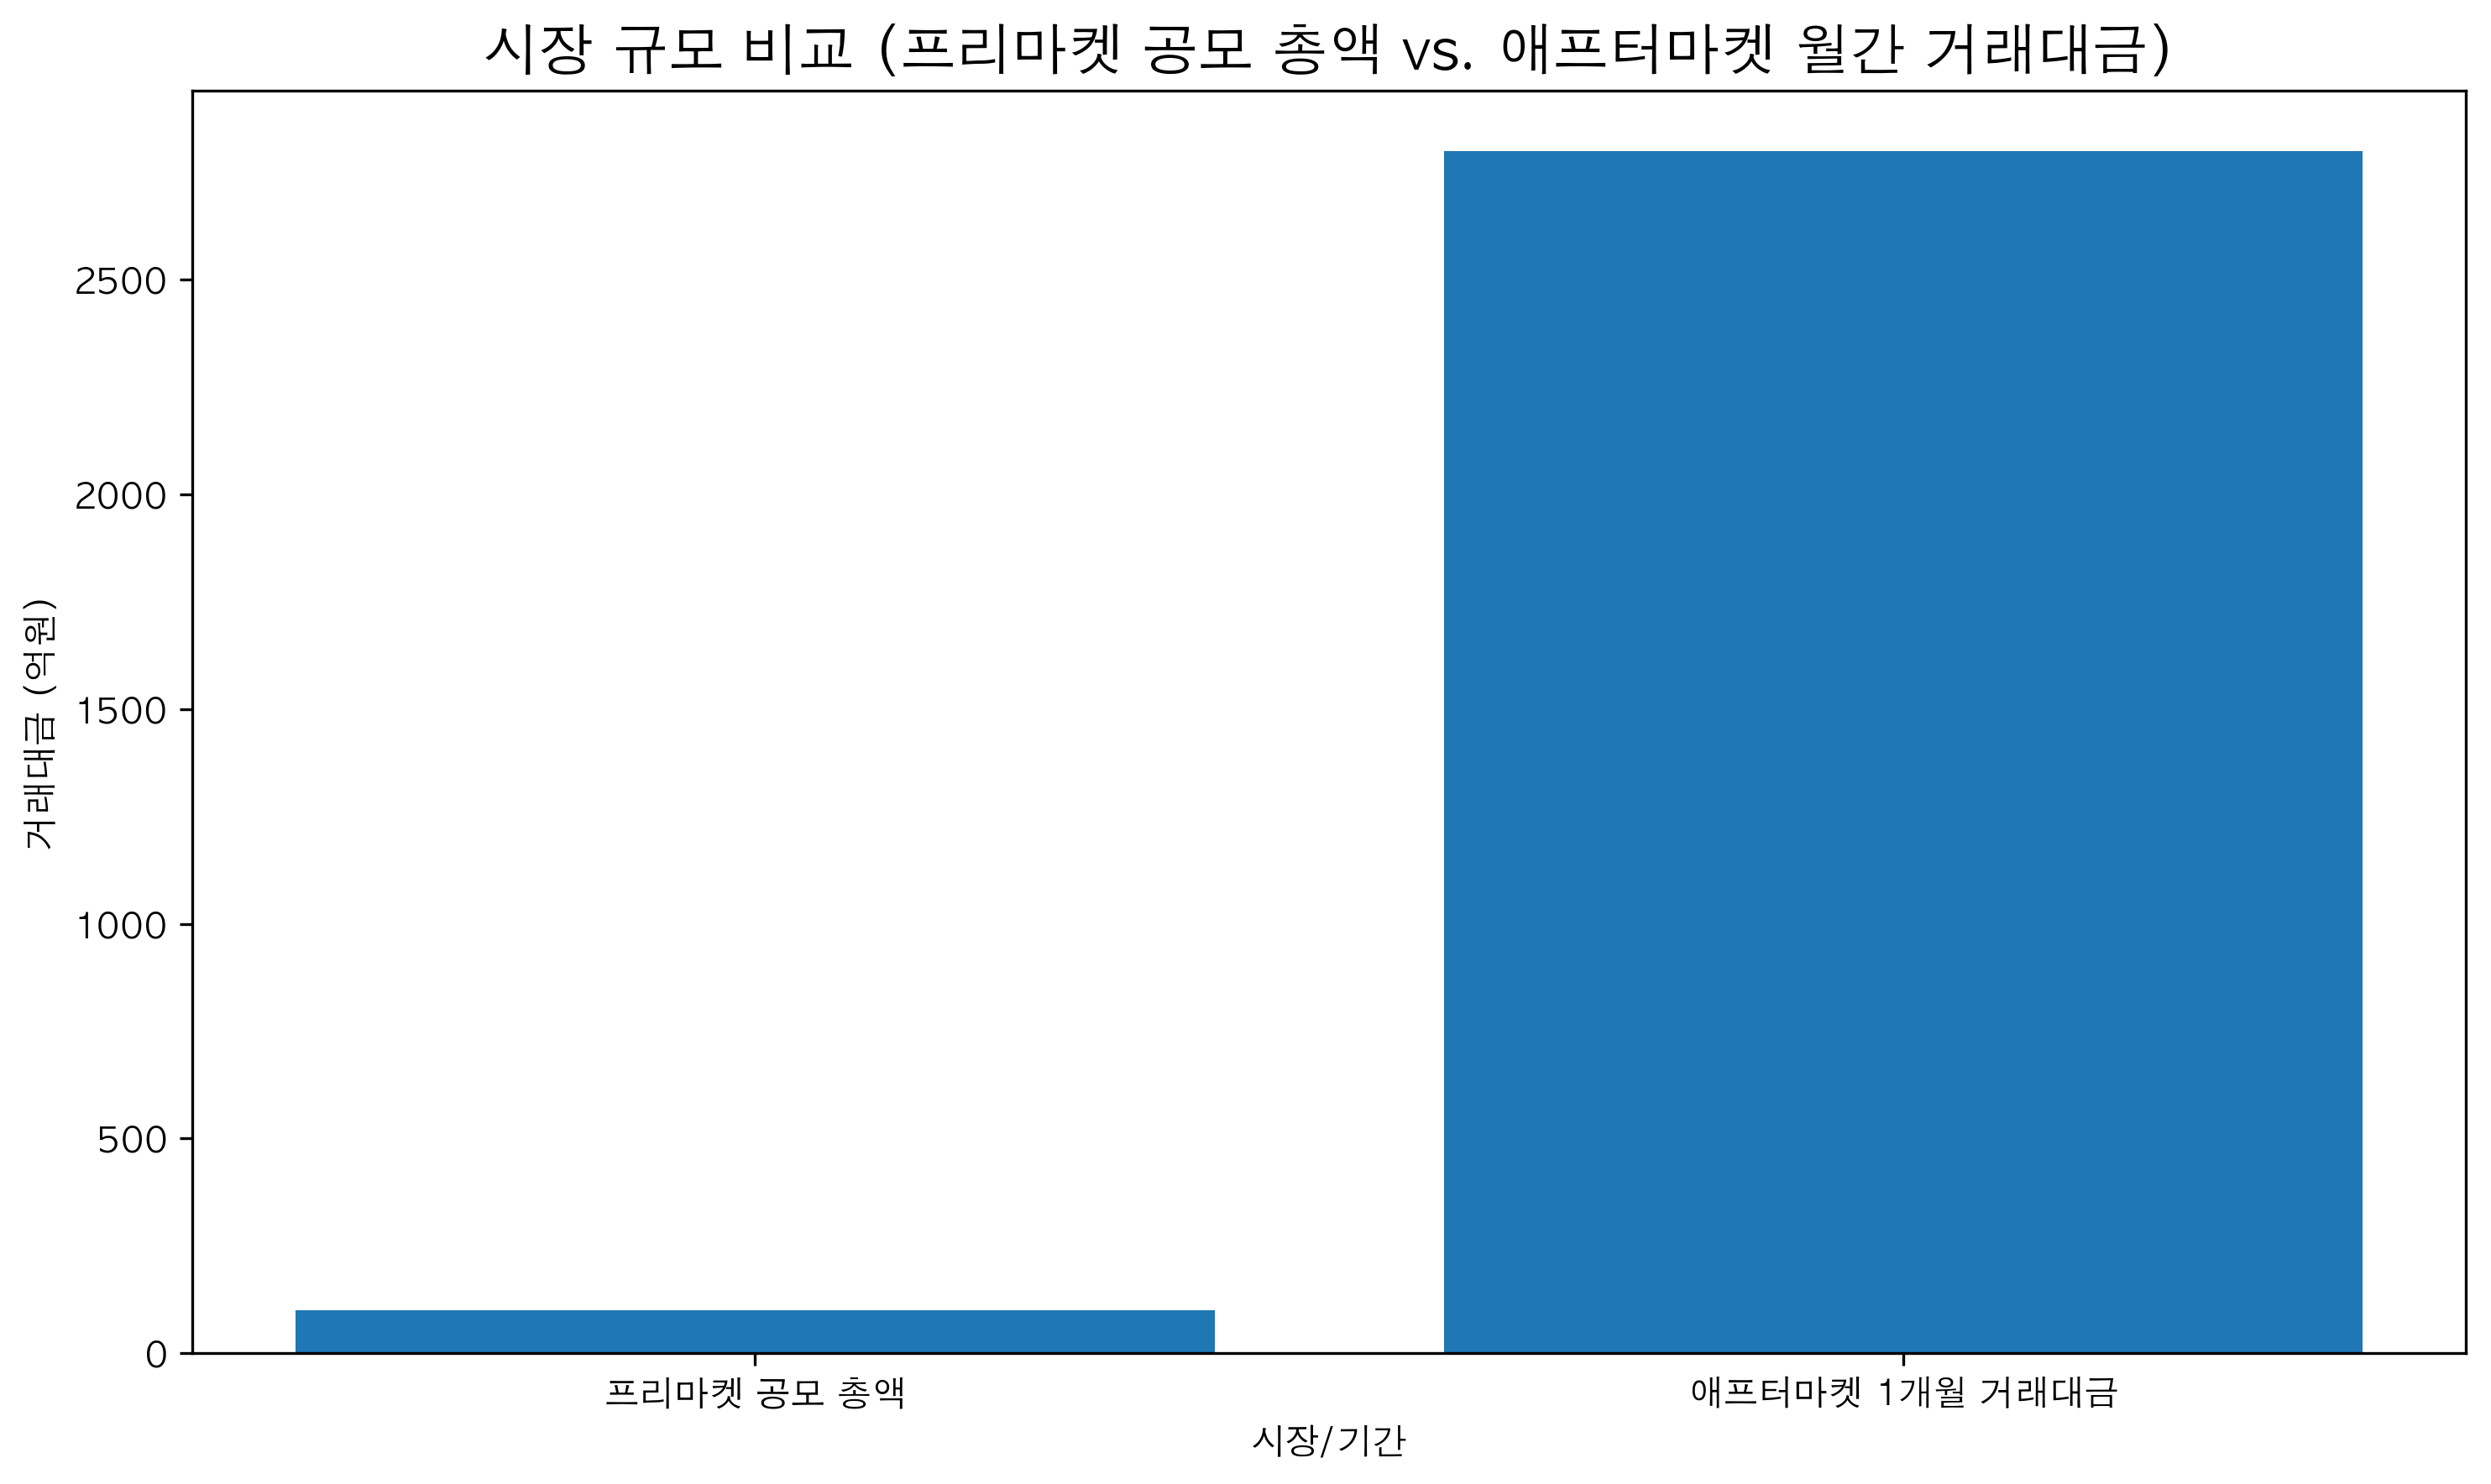 시장 규모 비교 (프리마켓 공모 총액 vs. 애프터마켓 월간 거래대금)
거래대금 (억원)
2500
2000
1500
1000
500
0
프리마켓 공모 총액
애프터마켓 1개월 거래대금
시장/기간